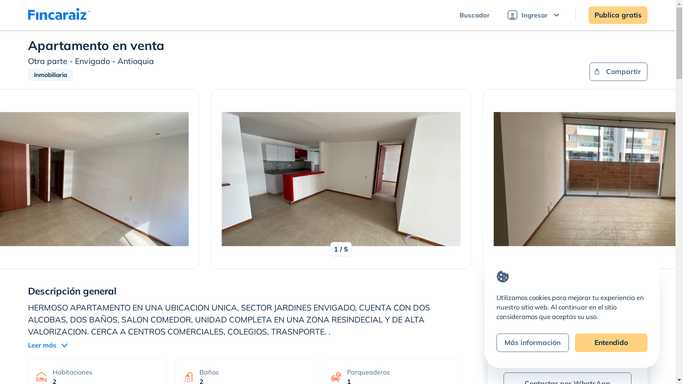 Fincaraiz
Buscador
Ingresar
Publica gratis
Apartamento en venta
Otra parte - Envigado - Antioquia
Inmobiliaria
Compartir
1 / 5
Descripción general
HERMOSO APARTAMENTO EN UNA UBICACION UNICA, SECTOR JARDINES ENVIGADO, CUENTA CON DOS
ALCOBAS, DOS BAÑOS, SALON COMEDOR, UNIDAD COMPLETA EN UNA ZONA RESINDECIAL Y DE ALTA
VALORIZACION. CERCA A CENTROS COMERCIALES, COLEGIOS, TRASNPORTE. .
Leer más
Habitaciones
2
Baños
2
Parqueaderos
1
Utilizamos cookies para mejorar tu experiencia en
nuestro sitio web. Al continuar en el sitio
consideramos que aceptas su uso.
Más información
Entendido
Contactar por WhatsApp